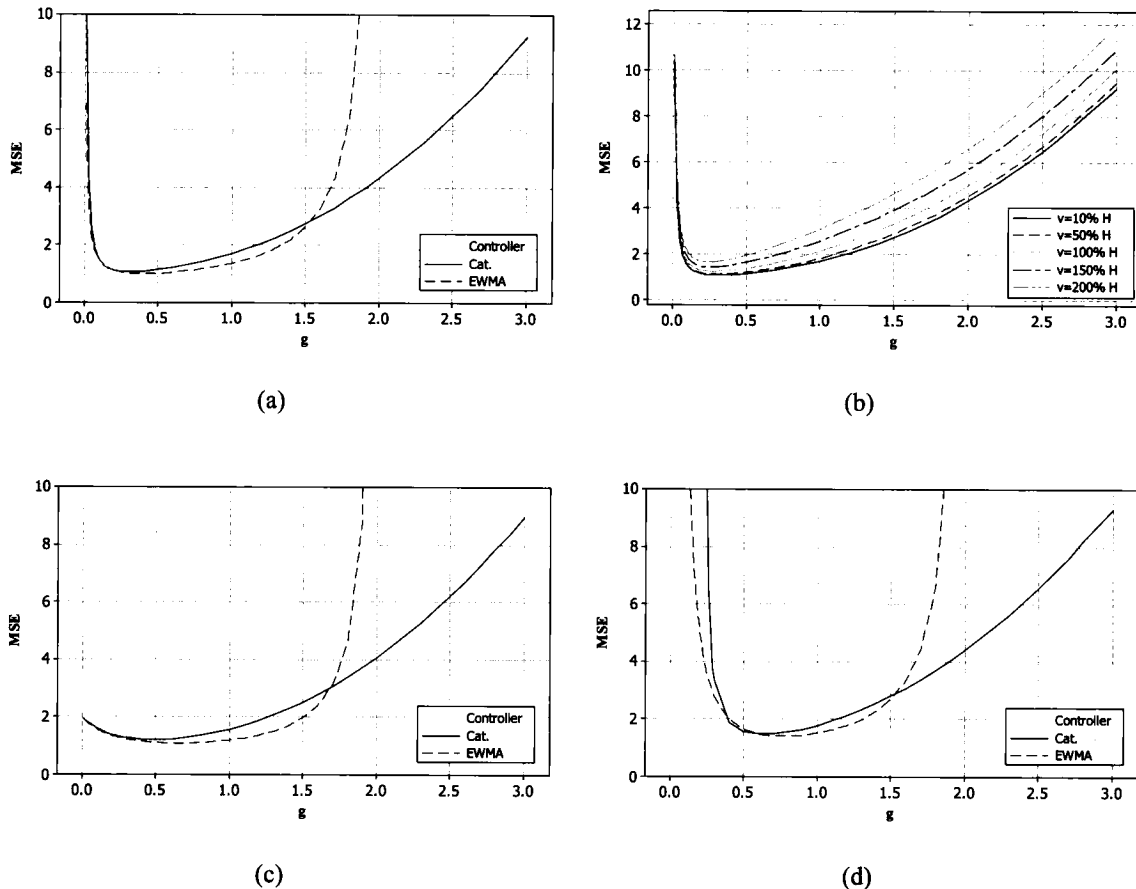 10
8
6
4
2
0
MSE
0.0 0.5 1.0 1.5 2.0 2.5 3.0
g
Controller
Cat.
EWMA
(a)
12
10
8
6
4
2
0
MSE
0.0 0.5 1.0 1.5 2.0 2.5 3.0
g
v=10% H
v=50% H
v=100% H
v=150% H
v=200% H
(b)
10
8
6
4
2
0
MSE
0.0 0.5 1.0 1.5 2.0 2.5 3.0
g
Controller
Cat.
EWMA
(c)
10
8
6
4
2
0
MSE
0.0 0.5 1.0 1.5 2.0 2.5 3.0
g
Controller
Cat.
EWMA
(d)